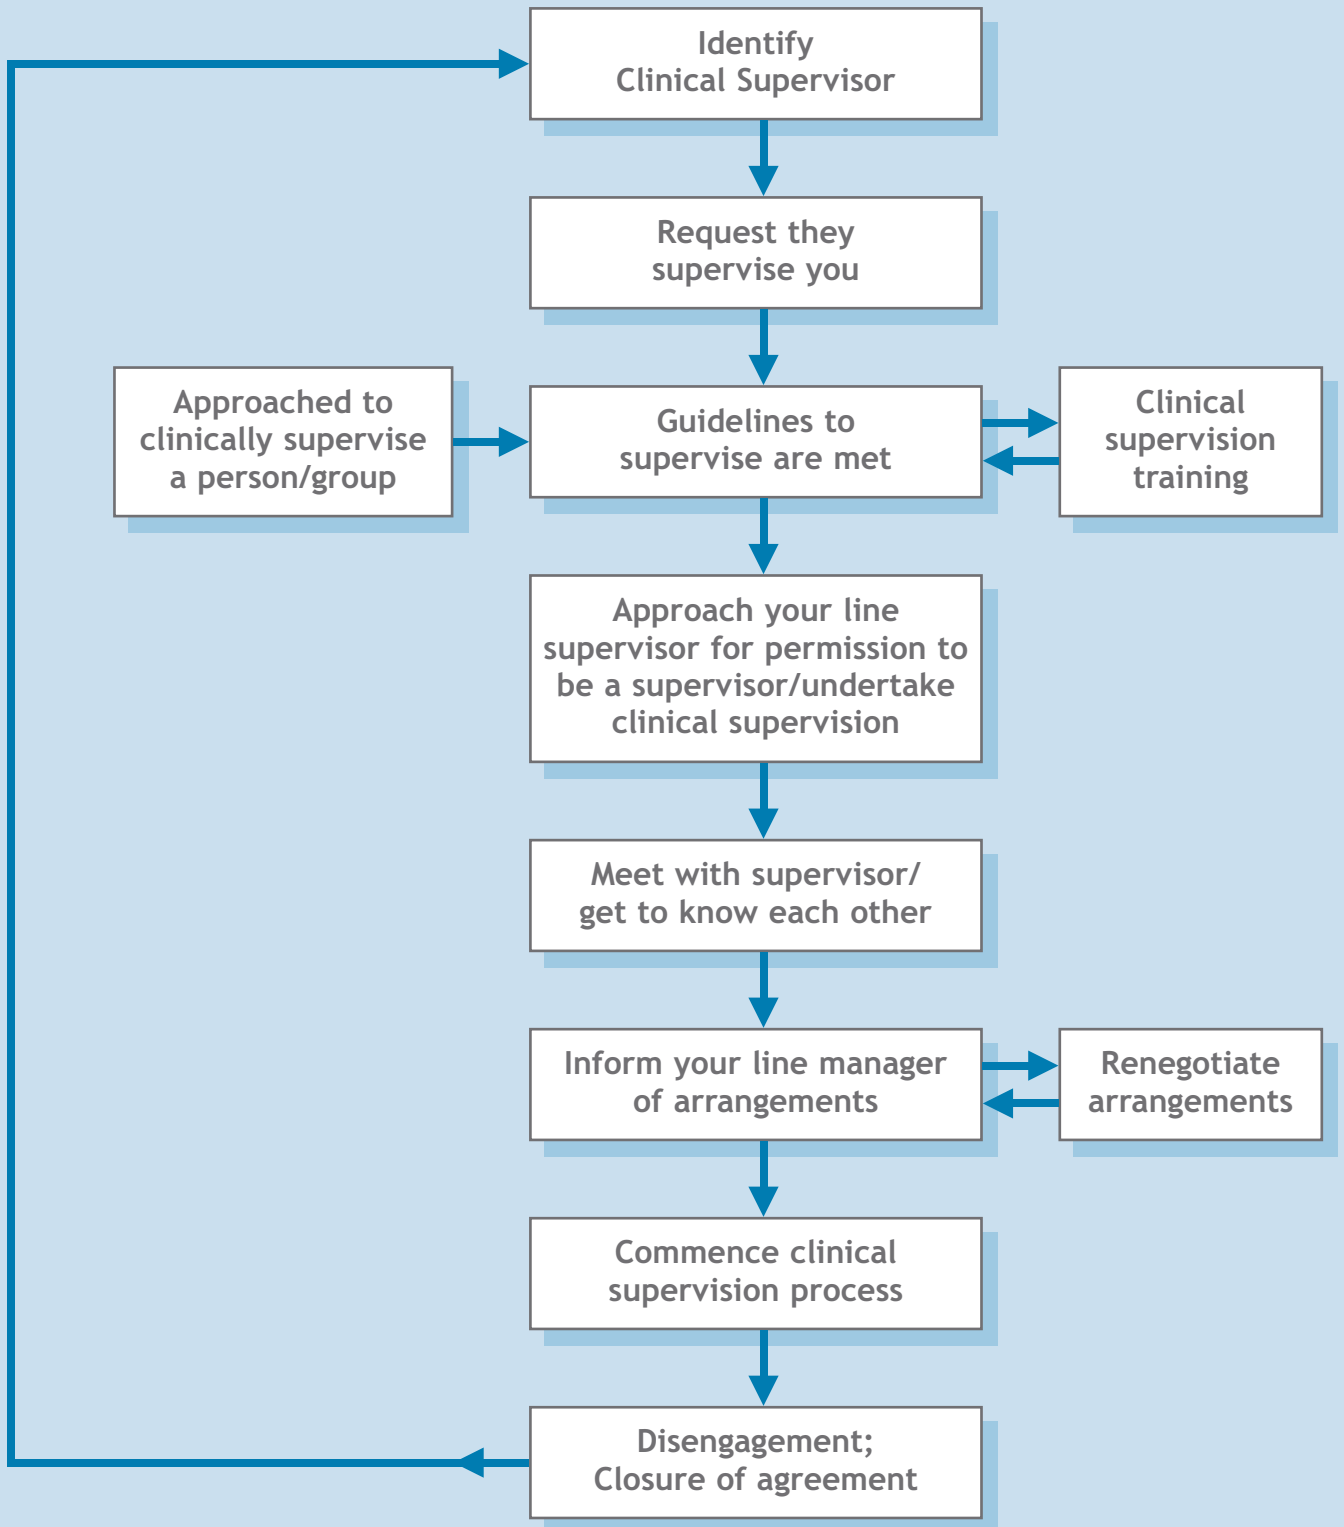 Identify
Clinical Supervisor
Request they
supervise you
Approached to
clinically supervise
a person/group
Guidelines to
supervise are met
Clinical
supervision
training
Approach your line
supervisor for permission to
be a supervisor/undertake
clinical supervision
Meet with supervisor/
get to know each other
Inform your line manager
of arrangements
Renegotiate
arrangements
Commence clinical
supervision process
Disengagement;
Closure of agreement